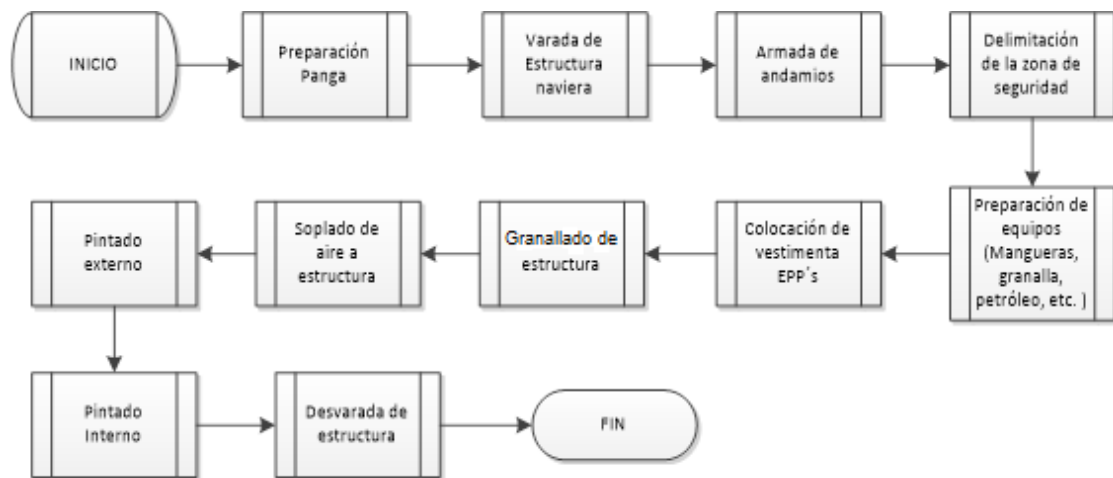 INICIO
Preparación
Panga
Varada de
Estructura
naviera
Armada de
andamios
Delimitación
de la zona de
seguridad
Preparación de
equipos
(Mangueras,
granalla,
petróleo, etc. )
Colocación de
vestimenta
EPP´s
Granallado de
estructura
Soplado de
aire a
estructura
Pintado
externo
Pintado
Interno
Desvarada de
estructura
FIN